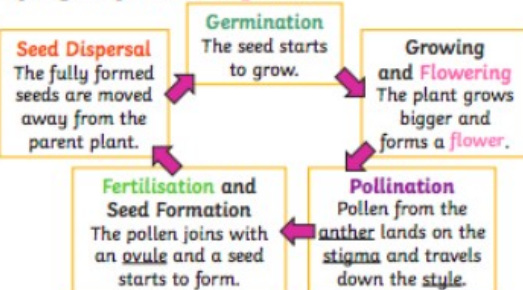 Germination
The seed starts
to grow.
Seed Dispersal
The fully formed
seeds are moved
away from the
parent plant.
Growing
and Flowering
The plant grows
bigger and
forms a flower.
Fertilisation and
Seed Formation
The pollen joins with
an ovule and a seed
starts to form.
Pollination
Pollen from the
anther lands on the
stigma and travels
down the style.